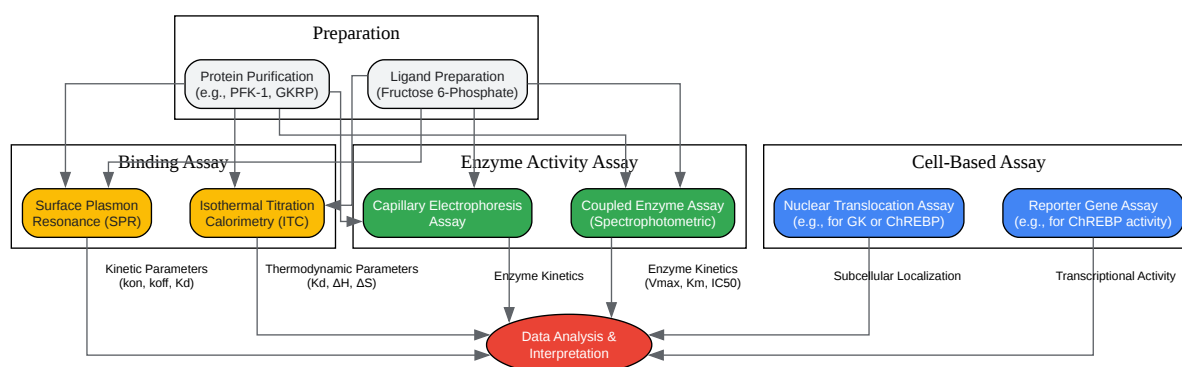 Preparation
Protein Purification
(e.g., PFK-1, GKRP)
Ligand Preparation
(Fructose 6-Phosphate)
Binding Assay
Enzyme Activity Assay
Cell-Based Assay
Surface Plasmon
Resonance (SPR)
Isothermal Titration
Calorimetry (ITC)
Capillary Electrophoresis
Assay
Coupled Enzyme Assay
(Spectrophotometric)
Nuclear Translocation Assay
(e.g., for GK or ChREBP)
Reporter Gene Assay
(e.g., for ChREBP activity)
Kinetic Parameters
(kon, koff, Kd)
Thermodynamic Parameters
(Kd, ΔH, ΔS)
Enzyme Kinetics
Enzyme Kinetics
(Vmax, Km, IC50)
Subcellular Localization
Transcriptional Activity
Data Analysis &
Interpretation